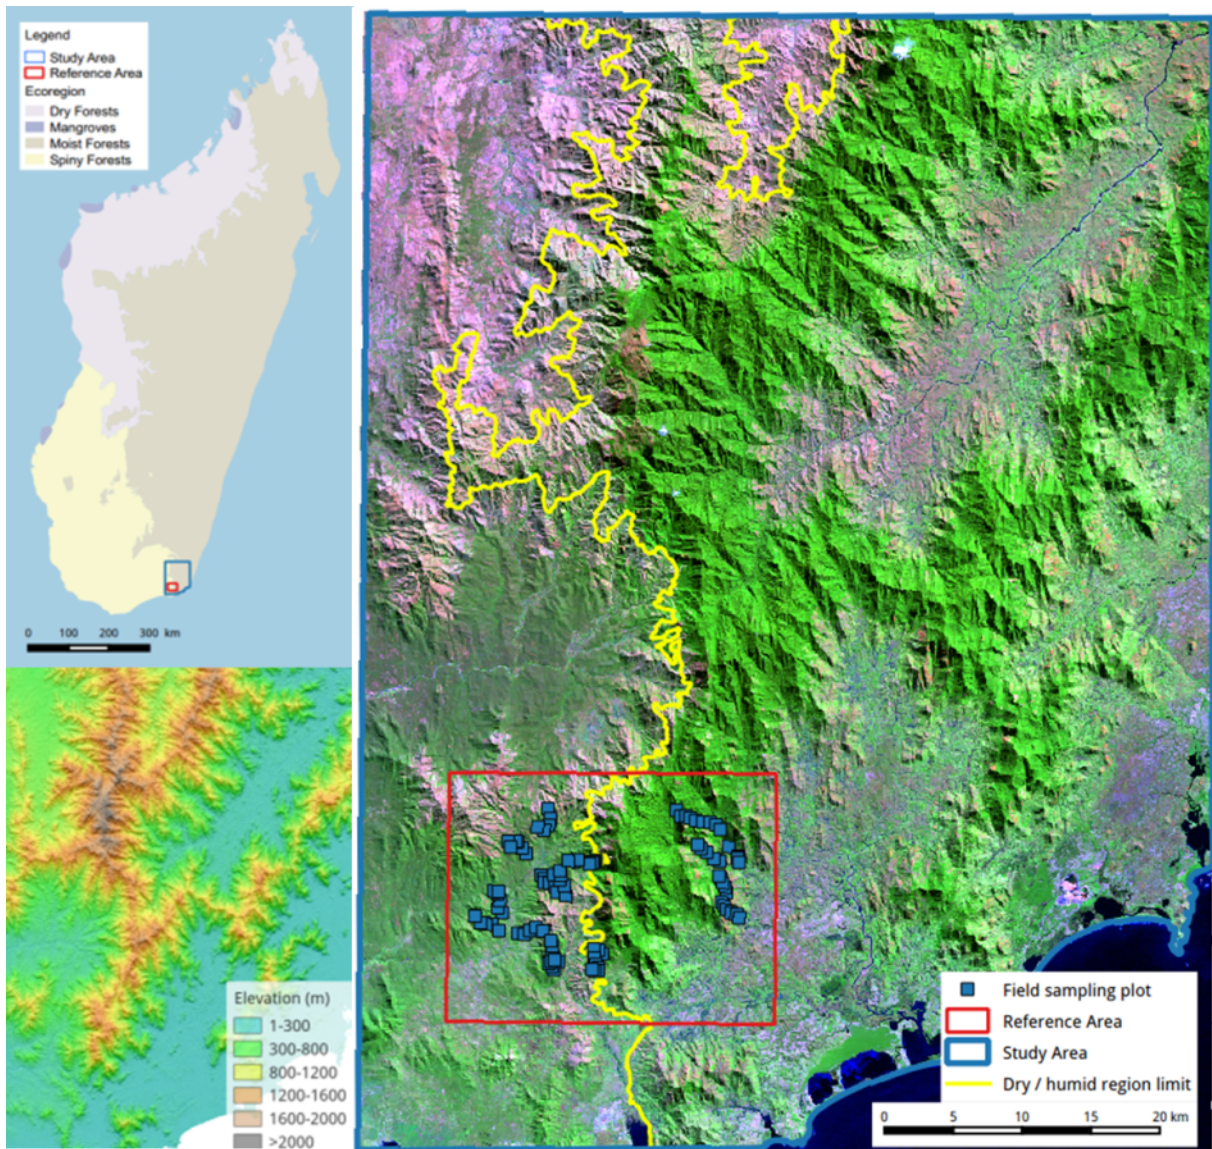 Legend
Study Area
Reference Area
Ecoregion
Dry Forests
Mangroves
Moist Forests
Spiny Forests
0 100 200 300 km
Elevation (m)
1-300
300-800
800-1200
1200-1600
1600-2000
>2000
Field sampling plot
Reference Area
Study Area
Dry / humid region limit
0 5 10 15 20 km